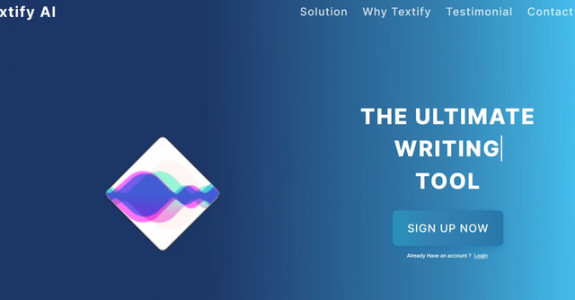 xtify AI
Solution Why Textify Testimonial Contact
THE ULTIMATE
WRITING
TOOL
SIGN UP NOW
Already Have an account ? Login